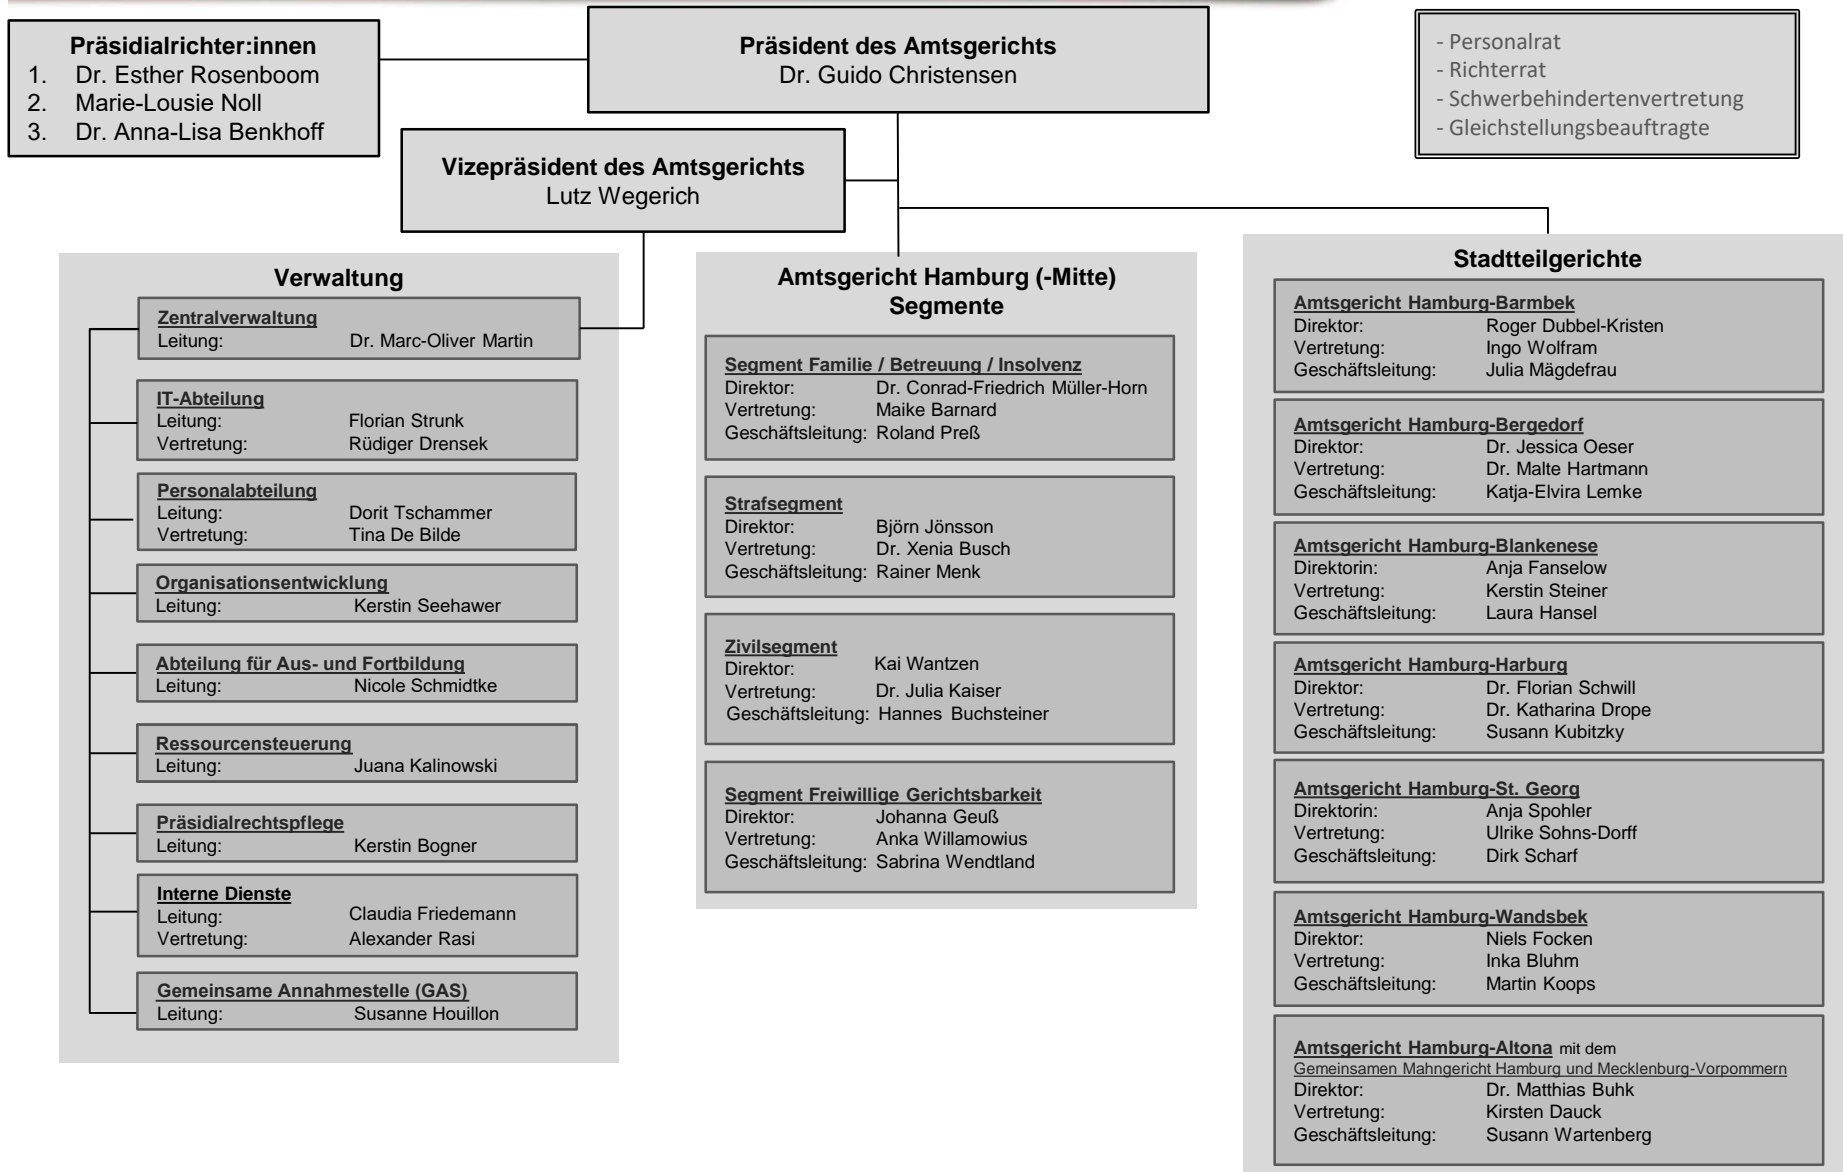 Präsidialrichter:innen
1. Dr. Esther Rosenboom
2. Marie-Lousie Noll
3. Dr. Anna-Lisa Benkhoff
Präsident des Amtsgerichts
Dr. Guido Christensen
- Personalrat
- Richterrat
- Schwerbehindertenvertretung
- Gleichstellungsbeauftragte
Vizepräsident des Amtsgerichts
Lutz Wegerich
Verwaltung
Zentralverwaltung
Leitung: Dr. Marc-Oliver Martin
IT-Abteilung
Leitung: Florian Strunk
Vertretung: Rüdiger Drensek
Personalabteilung
Leitung: Dorit Tschammer
Vertretung: Tina De Bilde
Organisationsentwicklung
Leitung: Kerstin Seehawer
Abteilung für Aus- und Fortbildung
Leitung: Nicole Schmidtke
Ressourcensteuerung
Leitung: Juana Kalinowski
Präsidialrechtspflege
Leitung: Kerstin Bogner
Interne Dienste
Leitung: Claudia Friedemann
Vertretung: Alexander Rasi
Gemeinsame Annahmestelle (GAS)
Leitung: Susanne Houillon
Amtsgericht Hamburg (-Mitte)
Segmente
Segment Familie / Betreuung / Insolvenz
Direktor: Dr. Conrad-Friedrich Müller-Horn
Vertretung: Maike Barnard
Geschäftsleitung: Roland Preß
Strafsegment
Direktor: Björn Jönsson
Vertretung: Dr. Xenia Busch
Geschäftsleitung: Rainer Menk
Zivilsegment
Direktor: Kai Wantzen
Vertretung: Dr. Julia Kaiser
Geschäftsleitung: Hannes Buchsteiner
Segment Freiwillige Gerichtsbarkeit
Direktor: Johanna Geuß
Vertretung: Anka Willamowius
Geschäftsleitung: Sabrina Wendtland
Stadtteilgerichte
Amtsgericht Hamburg-Barmbek
Direktor: Roger Dubbel-Kristen
Vertretung: Ingo Wolfram
Geschäftsleitung: Julia Mägdefrau
Amtsgericht Hamburg-Bergedorf
Direktor: Dr. Jessica Oeser
Vertretung: Dr. Malte Hartmann
Geschäftsleitung: Katja-Elvira Lemke
Amtsgericht Hamburg-Blankenese
Direktorin: Anja Fanselow
Vertretung: Kerstin Steiner
Geschäftsleitung: Laura Hansel
Amtsgericht Hamburg-Harburg
Direktor: Dr. Florian Schwill
Vertretung: Dr. Katharina Drope
Geschäftsleitung: Susann Kubitzky
Amtsgericht Hamburg-St. Georg
Direktorin: Anja Spohler
Vertretung: Ulrike Sohns-Dorff
Geschäftsleitung: Dirk Scharf
Amtsgericht Hamburg-Wandsbek
Direktor: Niels Focken
Vertretung: Inka Bluhm
Geschäftsleitung: Martin Koops
Amtsgericht Hamburg-Altona mit dem
Gemeinsamen Mahngericht Hamburg und Mecklenburg-Vorpommern
Direktor: Dr. Matthias Buhk
Vertretung: Kirsten Dauck
Geschäftsleitung: Susann Wartenberg